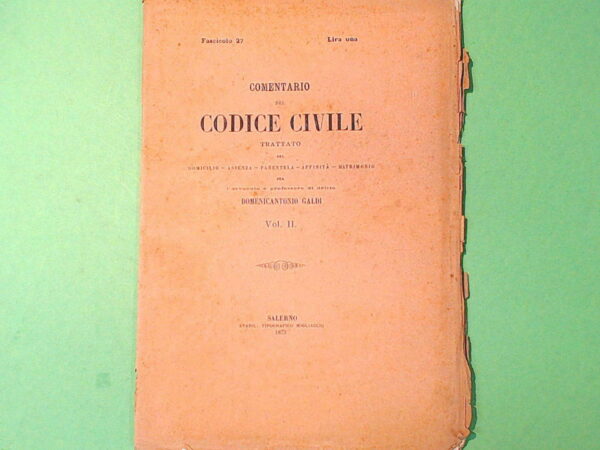 Fascicolo 27 Lira una
COMENTARIO
DEL
CODICE CIVILE
TRATTATO
DEL
DOMICILIO – ASSENZA – PARENTELA – AFFINITÀ – MATRIMONIO
PER
l'avvocato e professore di dritto
DOMENICANTONIO GALDI
Vol. II.
SALERNO
STABIL. TIPOGRAFICO MIGLIACCIO